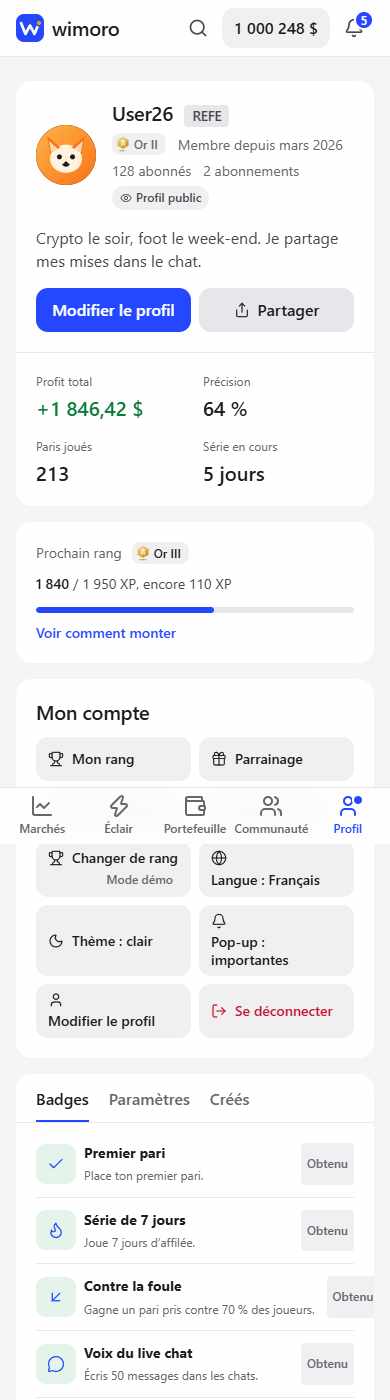 wimoro
1 000 248 $
5
User26
REFE
Or II
Membre depuis mars 2026
128 abonnés 2 abonnements
Profil public
Crypto le soir, foot le week-end. Je partage
mes mises dans le chat.
Modifier le profil
Partager
Profit total
Précision
+1 846,42 $
64 %
Paris joués
Série en cours
213
5 jours
Prochain rang
Or III
1 840 / 1 950 XP, encore 110 XP
Voir comment monter
Mon compte
Mon rang
Parrainage
Marchés
Éclair
Portefeuille
Communauté
Profil
Changer de rang
Mode démo
Langue : Français
Thème : clair
Pop-up :
importantes
Modifier le profil
Se déconnecter
Badges
Paramètres
Créés
Premier pari
Place ton premier pari.
Obtenu
Série de 7 jours
Joue 7 jours d'affilée.
Obtenu
Contre la foule
Gagne un pari pris contre 70 % des joueurs.
Obtenu
Voix du live chat
Écris 50 messages dans les chats.
Obtenu